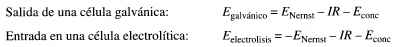 Salida de una célula galvánica: E_galvánico = E_Nernst − IR − E_conc
Entrada en una célula electrolítica: E_electrolisis = −E_Nernst − IR − E_conc